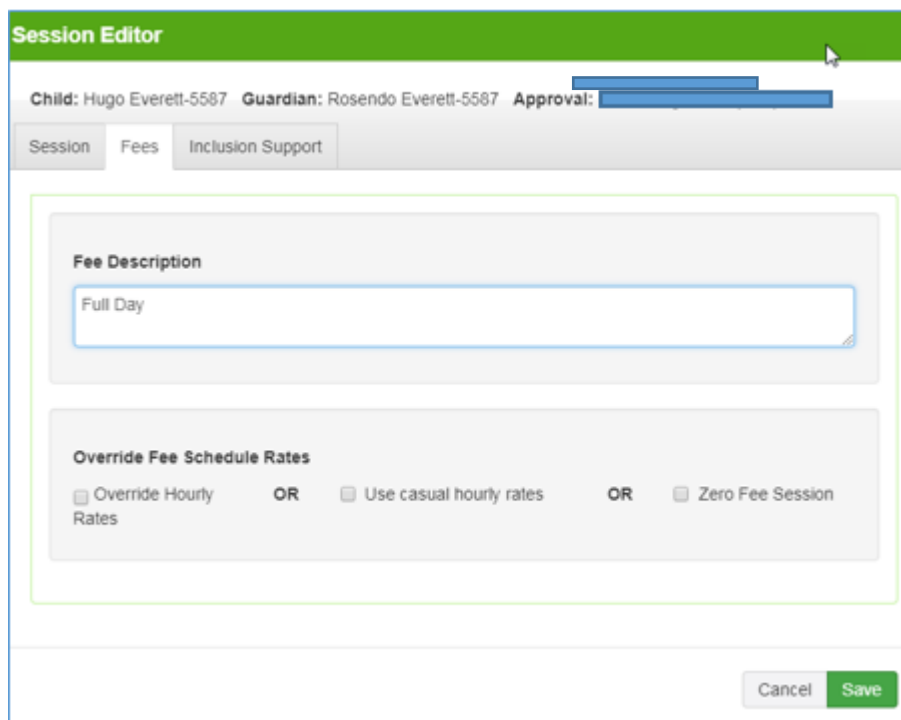 Session Editor
Child: Hugo Everett-5587 Guardian: Rosendo Everett-5587 Approval:
Session Fees Inclusion Support
Fee Description
Full Day
Override Fee Schedule Rates
Override Hourly OR Use casual hourly rates OR Zero Fee Session
Rates
Cancel Save